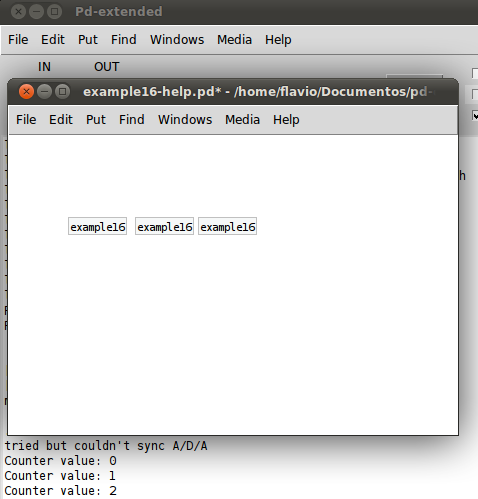 Pd-extended
File Edit Put Find Windows Media Help
IN OUT
example16-help.pd* - /home/flavio/Documentos/pd-
File Edit Put Find Windows Media Help
h
example16 example16 example16
tried but couldn't sync A/D/A
Counter value: 0
Counter value: 1
Counter value: 2